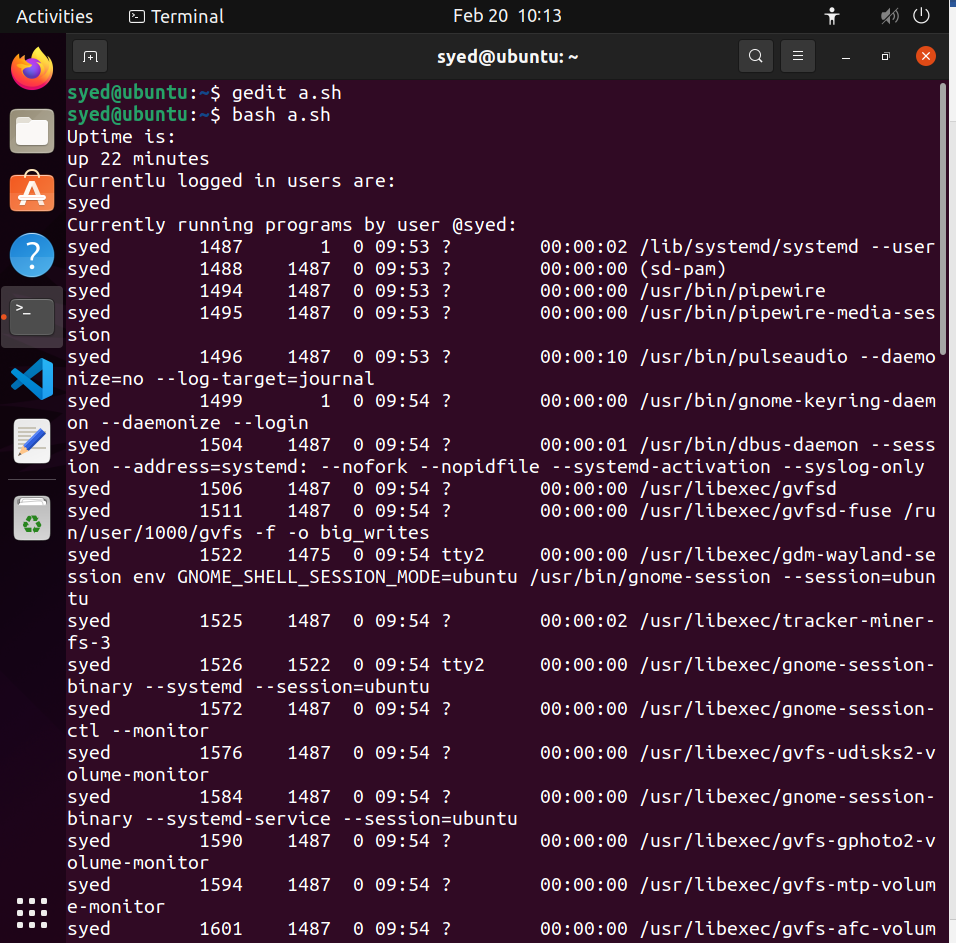 Activities Terminal Feb 20 10:13
syed@ubuntu: ~
syed@ubuntu:~$ gedit a.sh
syed@ubuntu:~$ bash a.sh
Uptime is:
up 22 minutes
Currentlu logged in users are:
syed
Currently running programs by user @syed:
syed 1487 1 0 09:53 ? 00:00:02 /lib/systemd/systemd --user
syed 1488 1487 0 09:53 ? 00:00:00 (sd-pam)
syed 1494 1487 0 09:53 ? 00:00:00 /usr/bin/pipewire
syed 1495 1487 0 09:53 ? 00:00:00 /usr/bin/pipewire-media-ses
sion
syed 1496 1487 0 09:53 ? 00:00:10 /usr/bin/pulseaudio --daemo
nize=no --log-target=journal
syed 1499 1 0 09:54 ? 00:00:00 /usr/bin/gnome-keyring-daem
on --daemonize --login
syed 1504 1487 0 09:54 ? 00:00:01 /usr/bin/dbus-daemon --sess
ion --address=systemd: --nofork --nopidfile --systemd-activation --syslog-only
syed 1506 1487 0 09:54 ? 00:00:00 /usr/libexec/gvfsd
syed 1511 1487 0 09:54 ? 00:00:00 /usr/libexec/gvfsd-fuse /ru
n/user/1000/gvfs -f -o big_writes
syed 1522 1475 0 09:54 tty2 00:00:00 /usr/libexec/gdm-wayland-se
ssion env GNOME_SHELL_SESSION_MODE=ubuntu /usr/bin/gnome-session --session=ubun
tu
syed 1525 1487 0 09:54 ? 00:00:02 /usr/libexec/tracker-miner-
fs-3
syed 1526 1522 0 09:54 tty2 00:00:00 /usr/libexec/gnome-session-
binary --systemd --session=ubuntu
syed 1572 1487 0 09:54 ? 00:00:00 /usr/libexec/gnome-session-
ctl --monitor
syed 1576 1487 0 09:54 ? 00:00:00 /usr/libexec/gvfs-udisks2-v
olume-monitor
syed 1584 1487 0 09:54 ? 00:00:00 /usr/libexec/gnome-session-
binary --systemd-service --session=ubuntu
syed 1590 1487 0 09:54 ? 00:00:00 /usr/libexec/gvfs-gphoto2-v
olume-monitor
syed 1594 1487 0 09:54 ? 00:00:00 /usr/libexec/gvfs-mtp-volum
e-monitor
syed 1601 1487 0 09:54 ? 00:00:00 /usr/libexec/gvfs-afc-volum